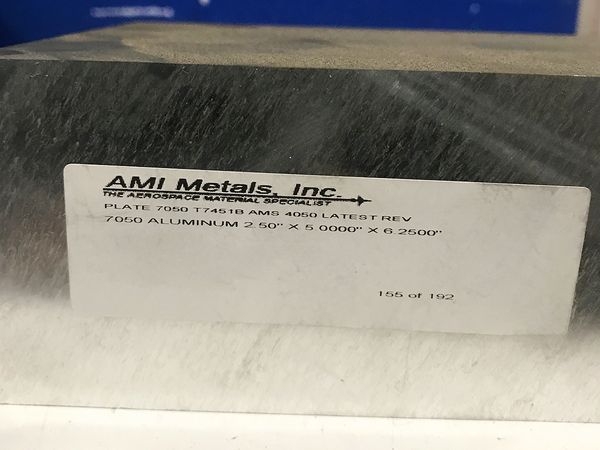 AMI Metals, Inc.
THE AEROSPACE MATERIAL SPECIALIST
PLATE 7050 T7451B AMS 4050 LATEST REV
7050 ALUMINUM 2.50" X 5.0000" X 6.2500"
155 of 192